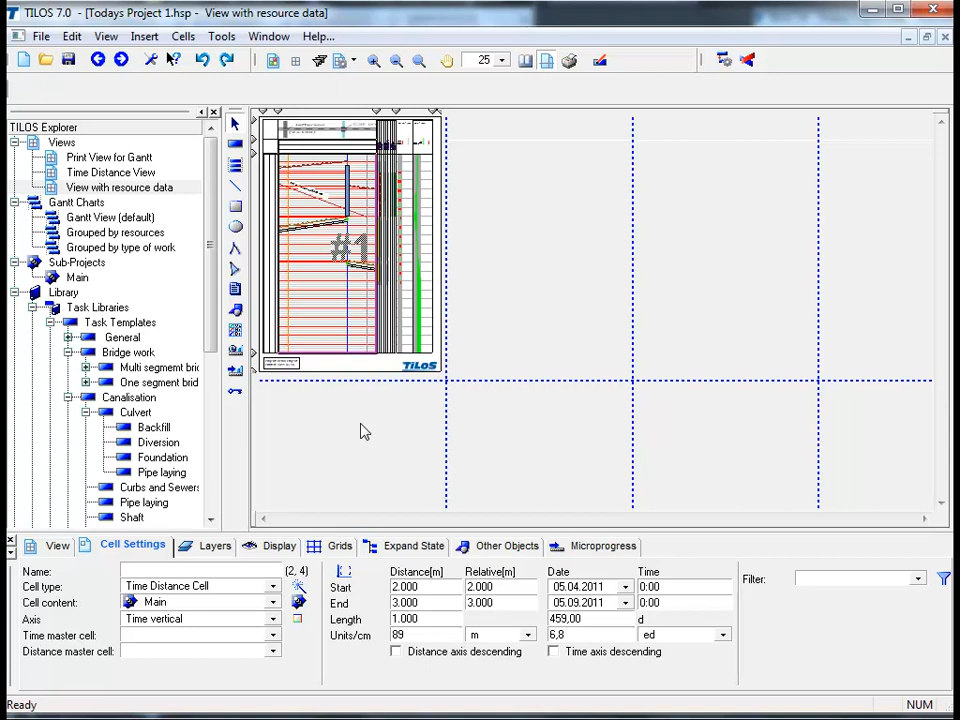 TILOS 7.0 - [Todays Project 1.hsp - View with resource data]
File Edit View Insert Cells Tools Window Help...
25
TILOS Explorer
Views
Print View for Gantt
Time Distance View
View with resource data
Gantt Charts
Gantt View (default)
Grouped by resources
Grouped by type of work
Sub-Projects
Main
Library
Task Libraries
Task Templates
General
Bridge work
Multi segment brid
One segment brid
Canalisation
Culvert
Backfill
Diversion
Foundation
Pipe laying
Curbs and Sewers
Pipe laying
Shaft
#1
TILOS
View Cell Settings Layers Display Grids Expand State Other Objects Microprogress
Name: (2, 4) Distance[m] Relative[m] Date Time Filter:
Cell type: Time Distance Cell Start 2.000 2.000 05.04.2011 0:00
Cell content: Main End 3.000 3.000 05.09.2011 0:00
Axis Time vertical Length 1.000 459,00 d
Time master cell: Units/cm 89 m 6,8 ed
Distance master cell: Distance axis descending Time axis descending
Ready NUM